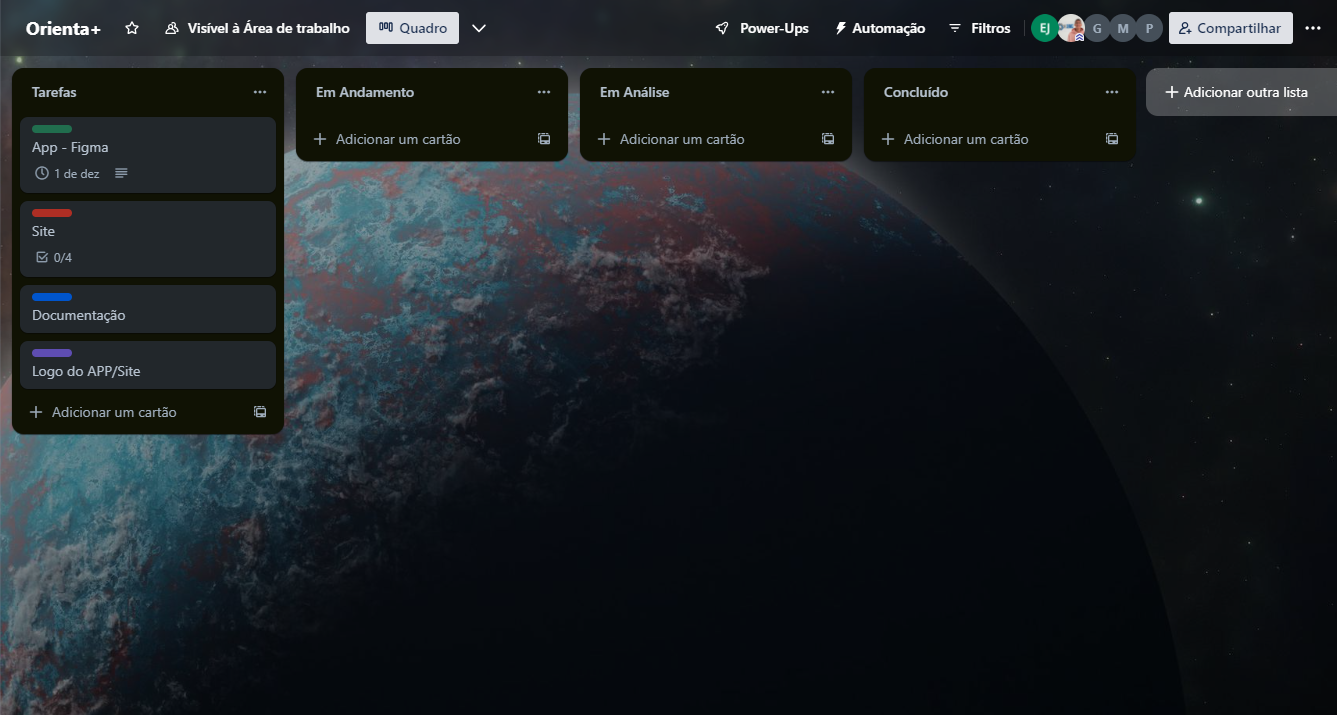 Orienta+
Visível à Área de trabalho
Quadro
Power-Ups
Automação
Filtros
EJ
G
M
P
Compartilhar
Tarefas
App - Figma
1 de dez
Site
0/4
Documentação
Logo do APP/Site
Adicionar um cartão
Em Andamento
Adicionar um cartão
Em Análise
Adicionar um cartão
Concluído
Adicionar um cartão
Adicionar outra lista